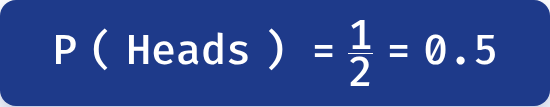 P ( Heads ) = 1/2 = 0.5